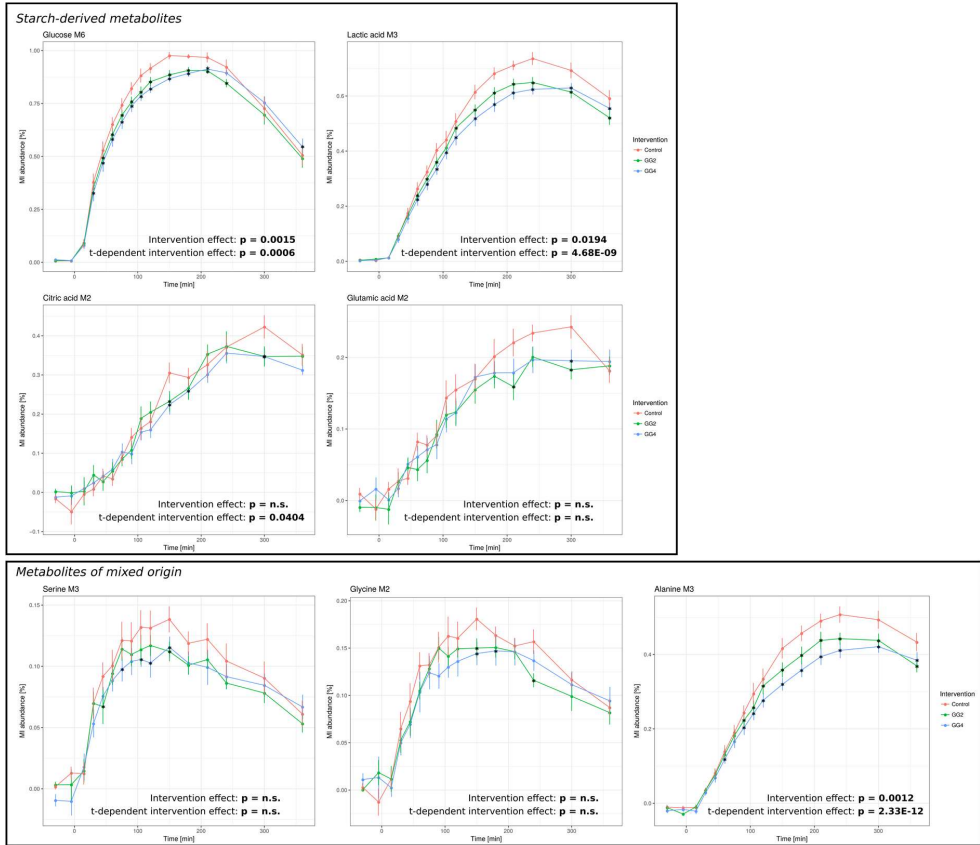 Starch-derived metabolites
Glucose M6
MI abundance [%]
1.00
0.75
0.50
0.25
0.00
Intervention effect: p = 0.0015
t-dependent intervention effect: p = 0.0006
0 100 200 300
Time [min]
Lactic acid M3
MI abundance [%]
0.6
0.4
0.2
0.0
Intervention effect: p = 0.0194
t-dependent intervention effect: p = 4.68E-09
0 100 200 300
Time [min]
Intervention
Control
GG2
GG4
Citric acid M2
MI abundance [%]
0.4
0.3
0.2
0.1
0.0
-0.1
Intervention effect: p = n.s.
t-dependent intervention effect: p = 0.0404
0 100 200 300
Time [min]
Glutamic acid M2
MI abundance [%]
0.2
0.1
0.0
Intervention effect: p = n.s.
t-dependent intervention effect: p = n.s.
0 100 200 300
Time [min]
Intervention
Control
GG2
GG4
Metabolites of mixed origin
Serine M3
MI abundance [%]
0.15
0.10
0.05
0.00
Intervention effect: p = n.s.
t-dependent intervention effect: p = n.s.
0 100 200 300
Time [min]
Glycine M2
MI abundance [%]
0.20
0.15
0.10
0.05
0.00
Intervention effect: p = n.s.
t-dependent intervention effect: p = n.s.
0 100 200 300
Time [min]
Alanine M3
MI abundance [%]
0.4
0.2
0.0
Intervention effect: p = 0.0012
t-dependent intervention effect: p = 2.33E-12
0 100 200 300
Time [min]
Intervention
Control
GG2
GG4